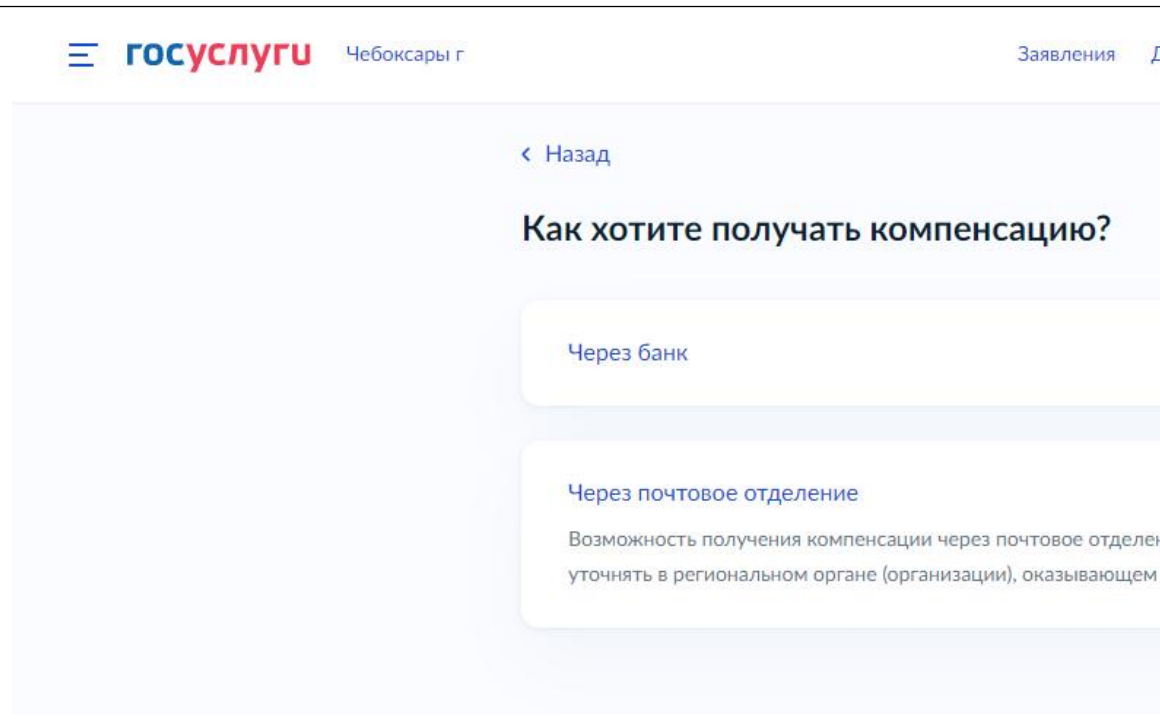 госуслуги Чебоксары г Заявления
Назад
Как хотите получать компенсацию?
Через банк
Через почтовое отделение
Возможность получения компенсации через почтовое
уточнять в региональном органе (организации), оказывающем